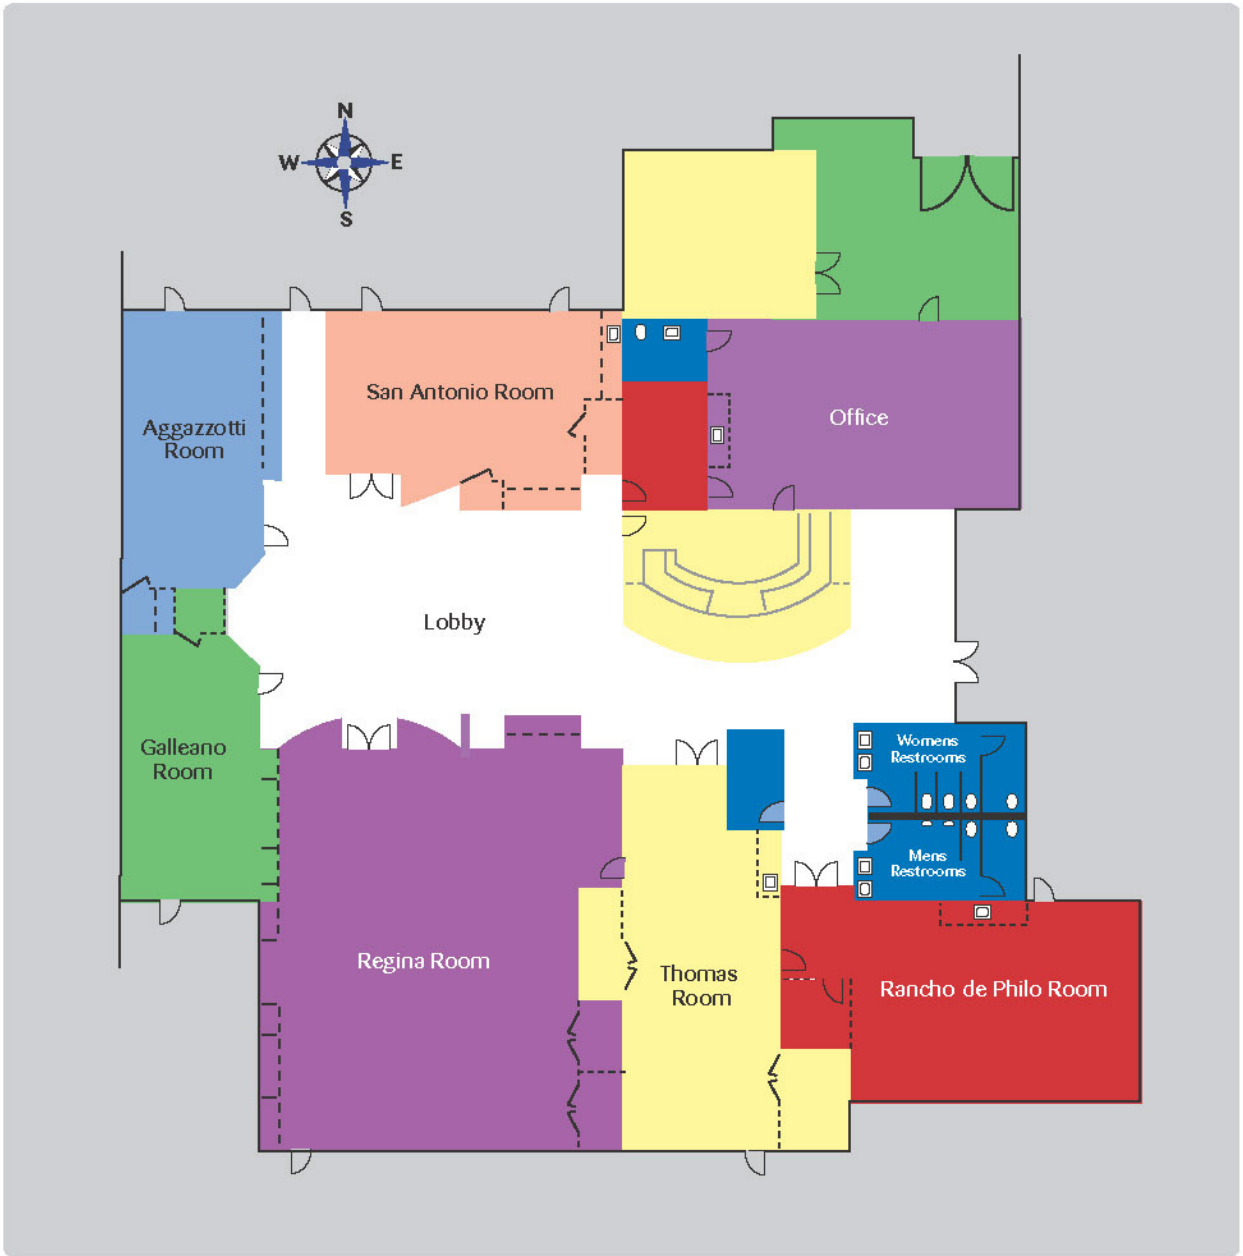 N
W E
S
San Antonio Room
Aggazzotti
Room
Office
Lobby
Galleano
Room
Womens
Restrooms
Mens
Restrooms
Regina Room
Thomas
Room
Rancho de Philo Room